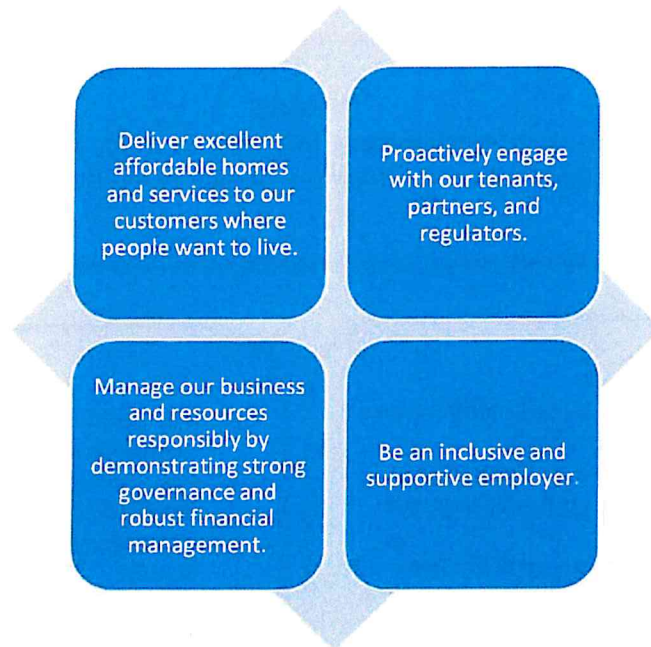 Deliver excellent
affordable homes
and services to our
customers where
people want to live.
Proactively engage
with our tenants,
partners, and
regulators.
Manage our business
and resources
responsibly by
demonstrating strong
governance and
robust financial
management.
Be an inclusive and
supportive employer.